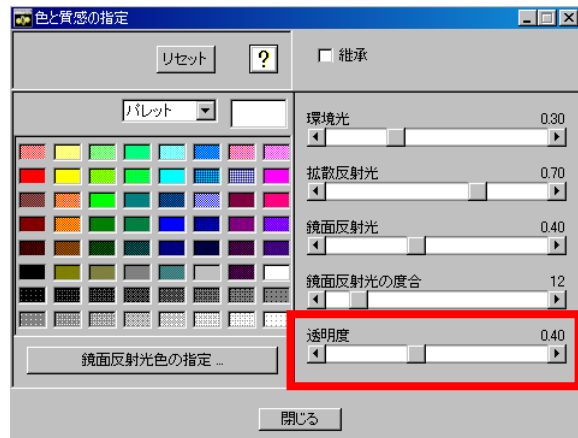 色と質感の指定
リセット
?
継承
パレット
環境光 0.30
拡散反射光 0.70
鏡面反射光 0.40
鏡面反射光の度合 12
透明度 0.40
鏡面反射光色の指定 ...
閉じる